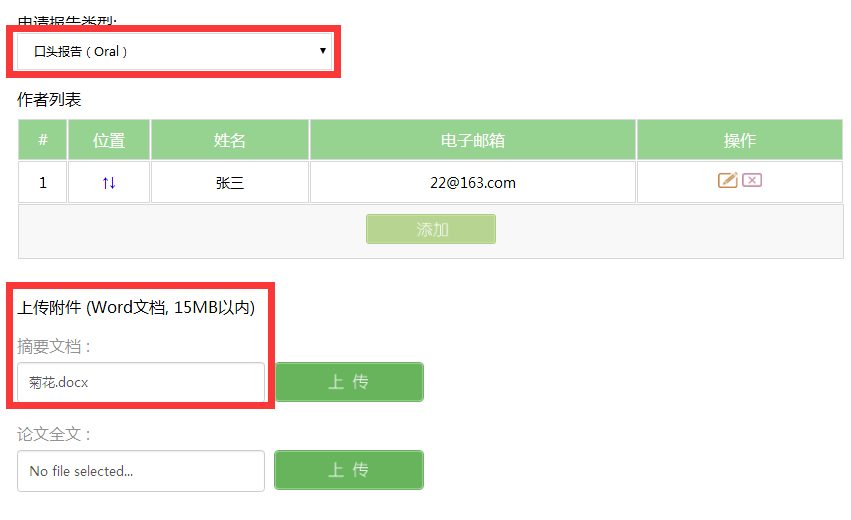 申请报告类型:
口头报告（Oral）
作者列表
# 位置 姓名 电子邮箱 操作
1 ↑↓ 张三 22@163.com
添加
上传附件 (Word文档, 15MB以内)
摘要文档 :
菊花.docx 上 传
论文全文 :
No file selected... 上 传